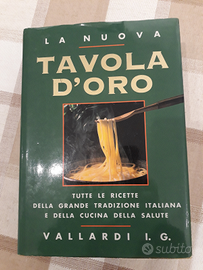 LA NUOVA
TAVOLA
D'ORO
TUTTE LE RICETTE
DELLA GRANDE TRADIZIONE ITALIANA
E DELLA CUCINA DELLA SALUTE
VALLARDI I.G.
subito